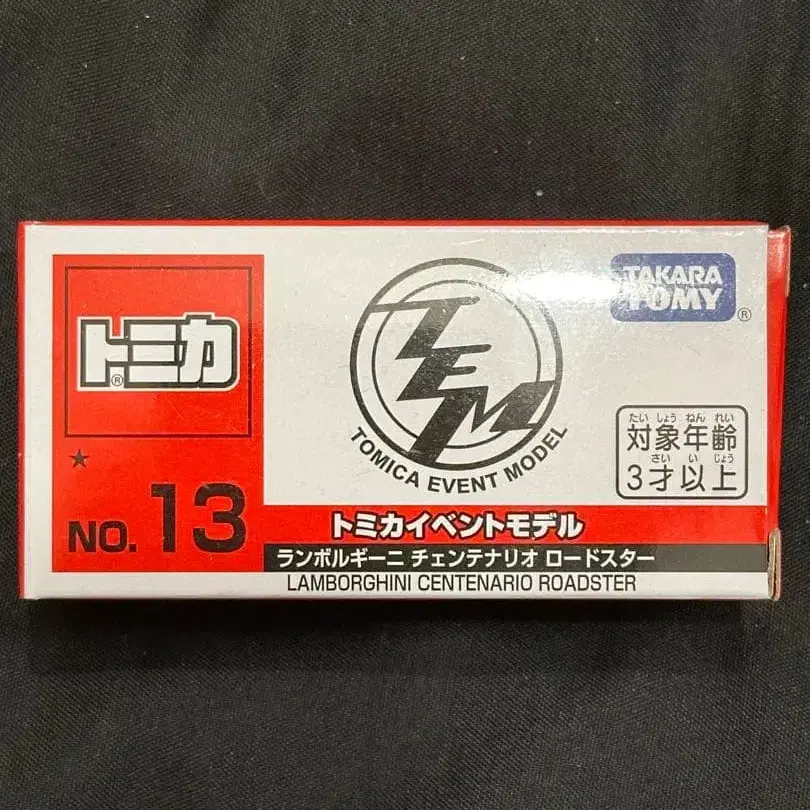 トミカ®
TEM
TOMICA EVENT MODEL
TAKARA
TOMY®
たいしょうねんれい
対象年齢
さいいじょう
3才以上
★
NO. 13
トミカイベントモデル
ランボルギーニ チェンテナリオ ロードスター
LAMBORGHINI CENTENARIO ROADSTER